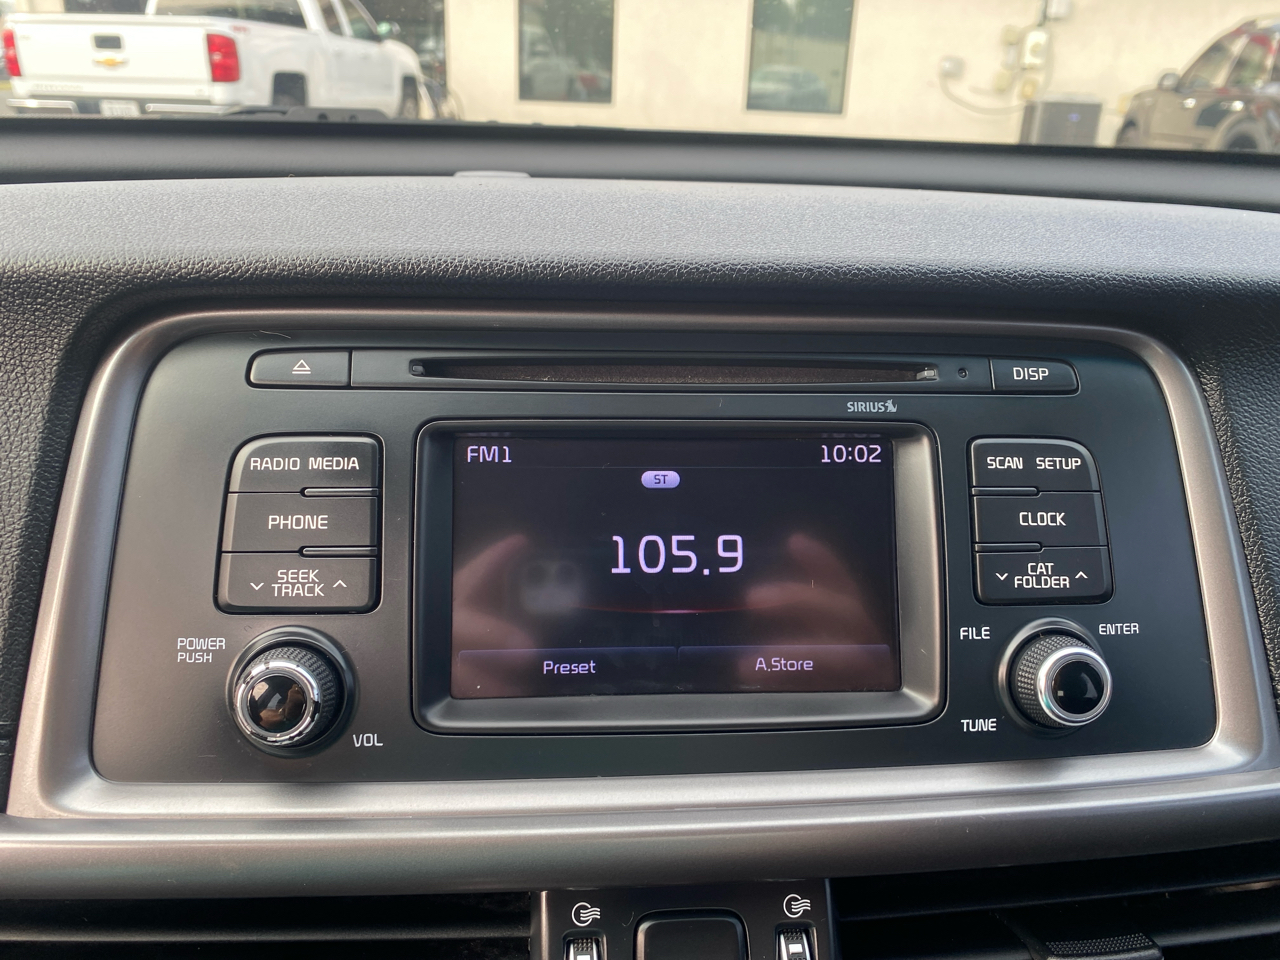 DISP
SIRIUS
RADIO MEDIA
PHONE
SEEK
TRACK
POWER
PUSH
VOL
FM1
10:02
ST
105.9
Preset
A.Store
SCAN SETUP
CLOCK
CAT
FOLDER
FILE
ENTER
TUNE